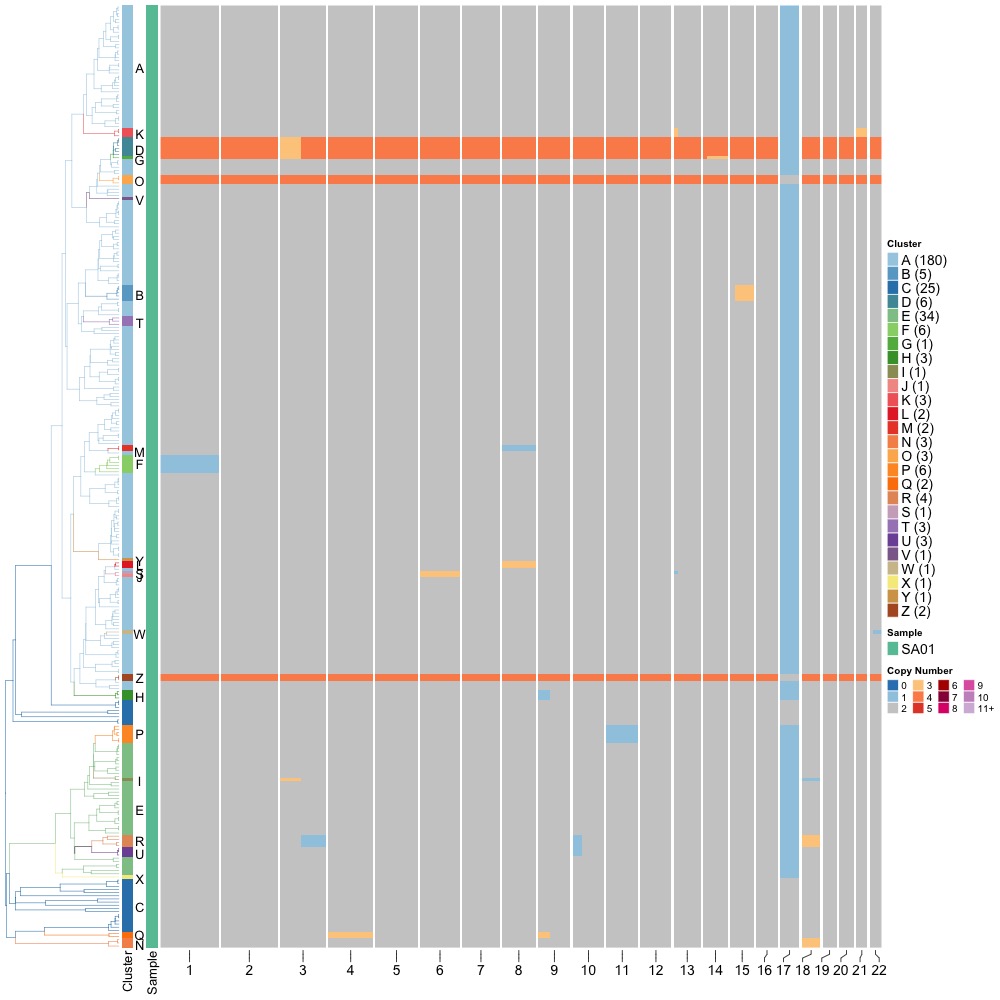 A
K
D
G
O
V
B
T
M
F
Y
S
J
W
Z
H
P
I
E
R
U
X
C
Q
N
Cluster
Sample
1 2 3 4 5 6 7 8 9 10 11 12 13 14 15 16 17 18 19 20 21 22
Cluster
A (180)
B (5)
C (25)
D (6)
E (34)
F (6)
G (1)
H (3)
I (1)
J (1)
K (3)
L (2)
M (2)
N (3)
O (3)
P (6)
Q (2)
R (4)
S (1)
T (3)
U (3)
V (1)
W (1)
X (1)
Y (1)
Z (2)
Sample
SA01
Copy Number
0 3 6 9
1 4 7 10
2 5 8 11+